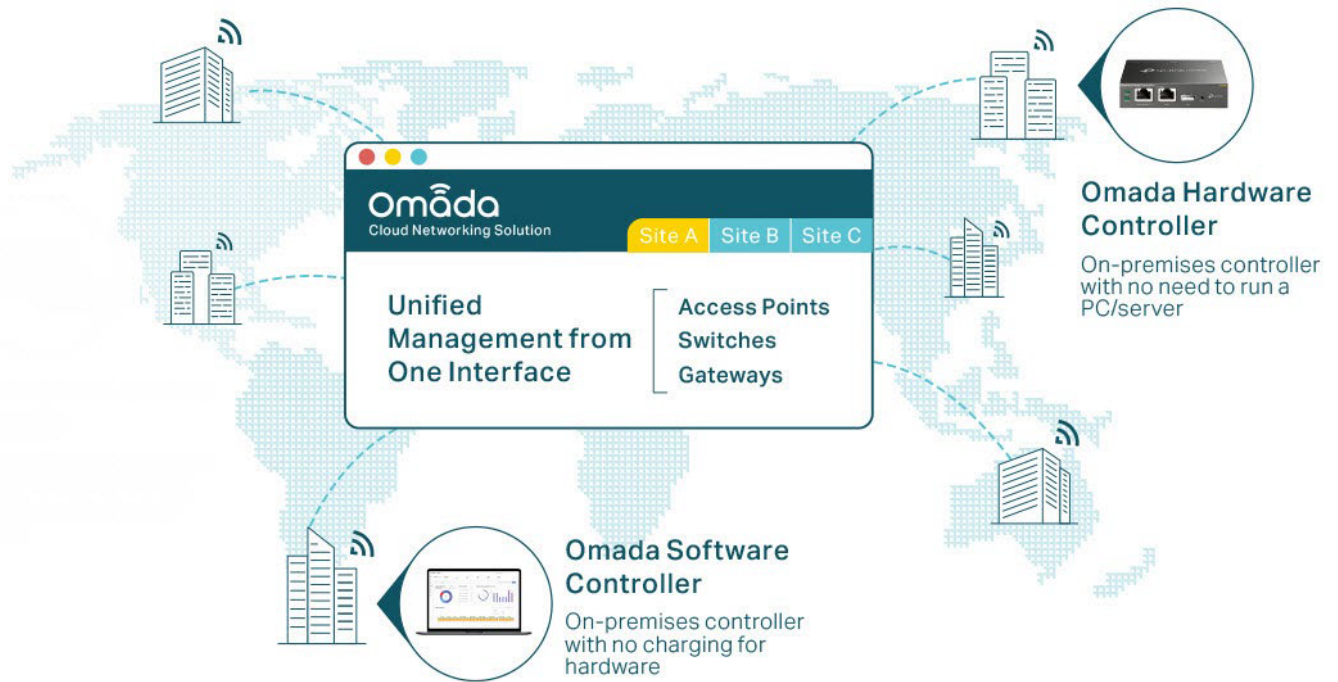 Omada
Cloud Networking Solution
Site A
Site B
Site C
Unified
Management from
One Interface
Access Points
Switches
Gateways
Omada Hardware
Controller
On-premises controller
with no need to run a
PC/server
Omada Software
Controller
On-premises controller
with no charging for
hardware